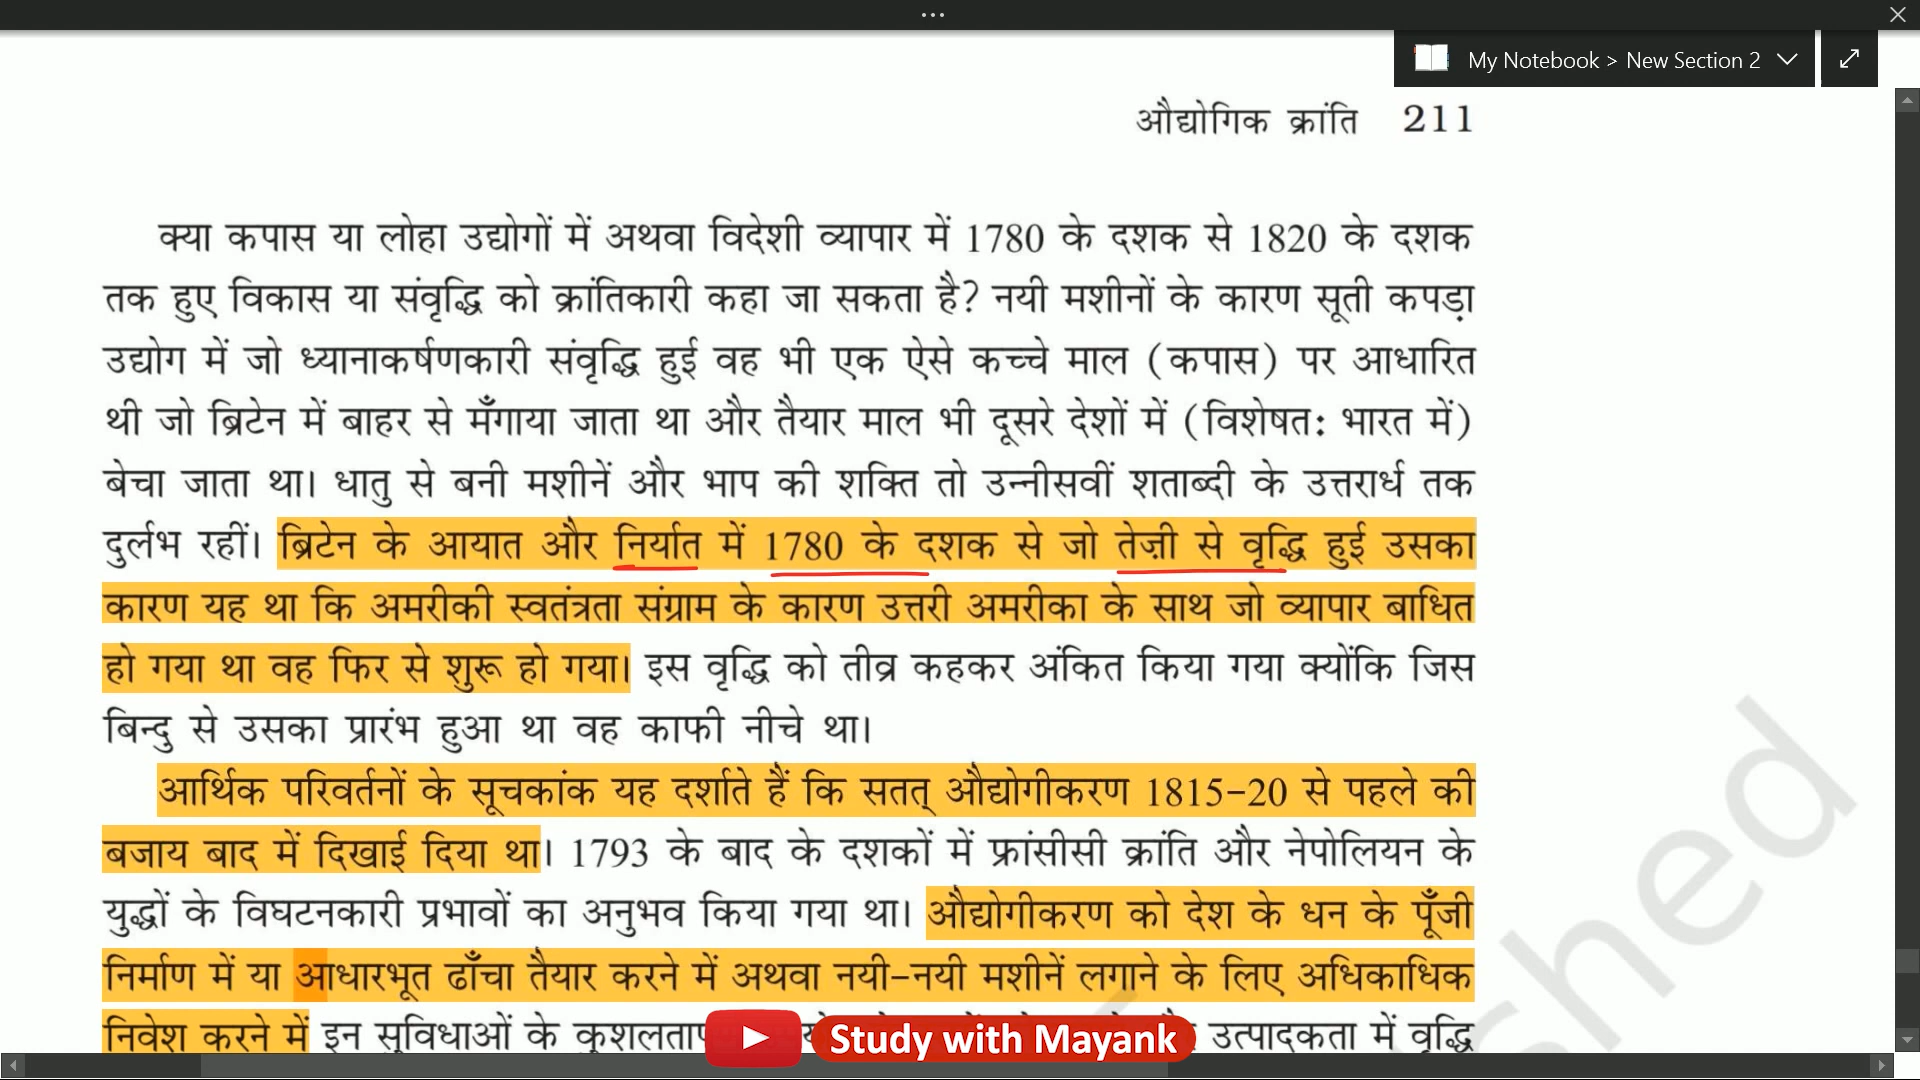 My Notebook > New Section 2
औद्योगिक क्रांति 211
क्या कपास या लोहा उद्योगों में अथवा विदेशी व्यापार में 1780 के दशक से 1820 के दशक
तक हुए विकास या संवृद्धि को क्रांतिकारी कहा जा सकता है? नयी मशीनों के कारण सूती कपड़ा
उद्योग में जो ध्यानाकर्षणकारी संवृद्धि हुई वह भी एक ऐसे कच्चे माल (कपास) पर आधारित
थी जो ब्रिटेन में बाहर से मँगाया जाता था और तैयार माल भी दूसरे देशों में (विशेषत: भारत में)
बेचा जाता था। धातु से बनी मशीनें और भाप की शक्ति तो उन्नीसवीं शताब्दी के उत्तरार्ध तक
दुर्लभ रहीं। ब्रिटेन के आयात और निर्यात में 1780 के दशक से जो तेज़ी से वृद्धि हुई उसका
कारण यह था कि अमरीकी स्वतंत्रता संग्राम के कारण उत्तरी अमरीका के साथ जो व्यापार बाधित
हो गया था वह फिर से शुरू हो गया। इस वृद्धि को तीव्र कहकर अंकित किया गया क्योंकि जिस
बिन्दु से उसका प्रारंभ हुआ था वह काफी नीचे था।
आर्थिक परिवर्तनों के सूचकांक यह दर्शाते हैं कि सतत् औद्योगीकरण 1815-20 से पहले की
बजाय बाद में दिखाई दिया था। 1793 के बाद के दशकों में फ्रांसीसी क्रांति और नेपोलियन के
युद्धों के विघटनकारी प्रभावों का अनुभव किया गया था। औद्योगीकरण को देश के धन के पूँजी
निर्माण में या आधारभूत ढाँचा तैयार करने में अथवा नयी-नयी मशीनें लगाने के लिए अधिकाधिक
निवेश करने में इन सुविधाओं के उत्पादकता में वृद्धि
Study with Mayank
shed